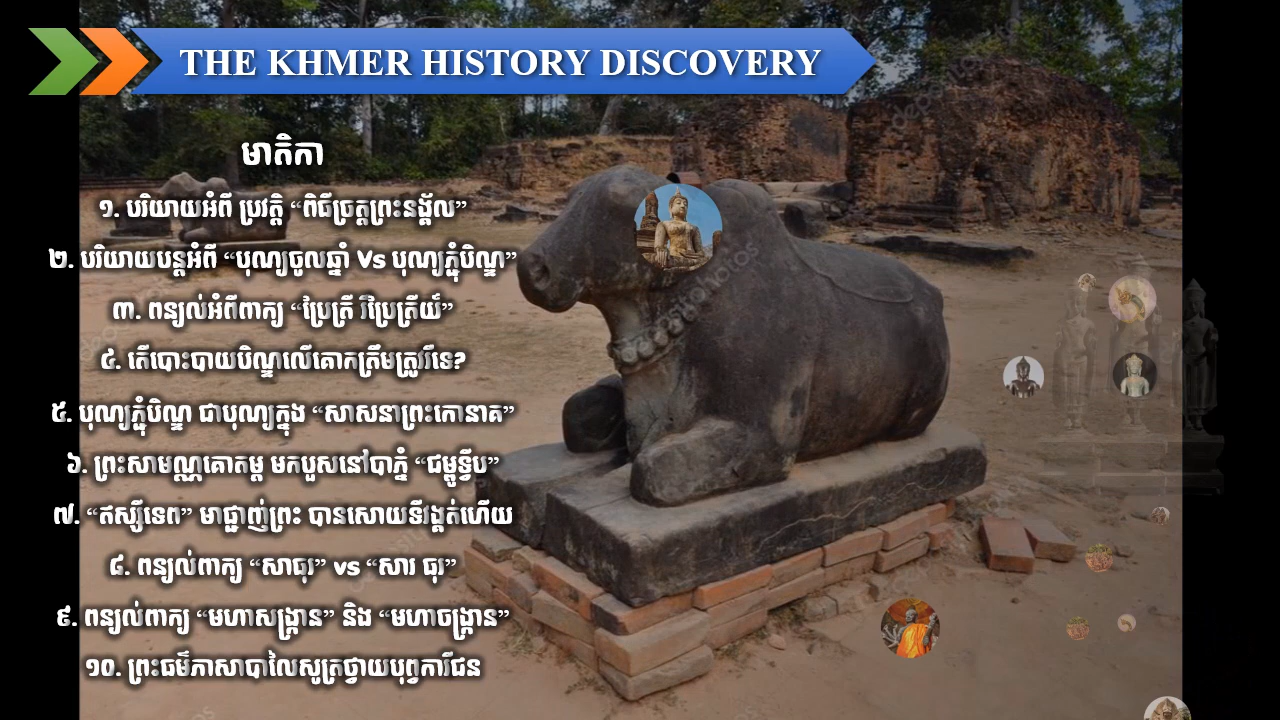 THE KHMER HISTORY DISCOVERY
មាតិកា
១. បរិយាយអំពី ប្រវត្តិ “ពិធីច្រត្តព្រះនង្គ័ល”
២. បរិយាយបន្តអំពី “បុណ្យចូលឆ្នាំ Vs បុណ្យភ្ជុំបិណ្ឌ”
៣. ពន្យល់អំពីពាក្យ “ប្រៃត្រី រឺប្រៃត្រីយ៍”
៤. តើបោះបាយបិណ្ឌលើគោកត្រឹមត្រូវរឺទេ?
៥. បុណ្យភ្ជុំបិណ្ឌ ជាបុណ្យក្នុង “សាសនាព្រះកោនាគ”
៦. ព្រះសាមណ្ណគោតម្ត មកបួសនៅបាភ្នំ “ជម្ពូទ្វីប”
៧. “ឥស្សីទេព” មាផ្ចាញ់ព្រះ បានសោយទីវង្គត់ហើយ
៨. ពន្យល់ពាក្យ “សាធុរ” vs “សារ ធុរ”
៩. ពន្យល់ពាក្យ “មហាសង្ក្រាន” និង “មហាចង្ក្រាន”
១០. ព្រះធម៌ភាសាបាលៃសូត្រថ្វាយបុព្វការីជន
depositphotos